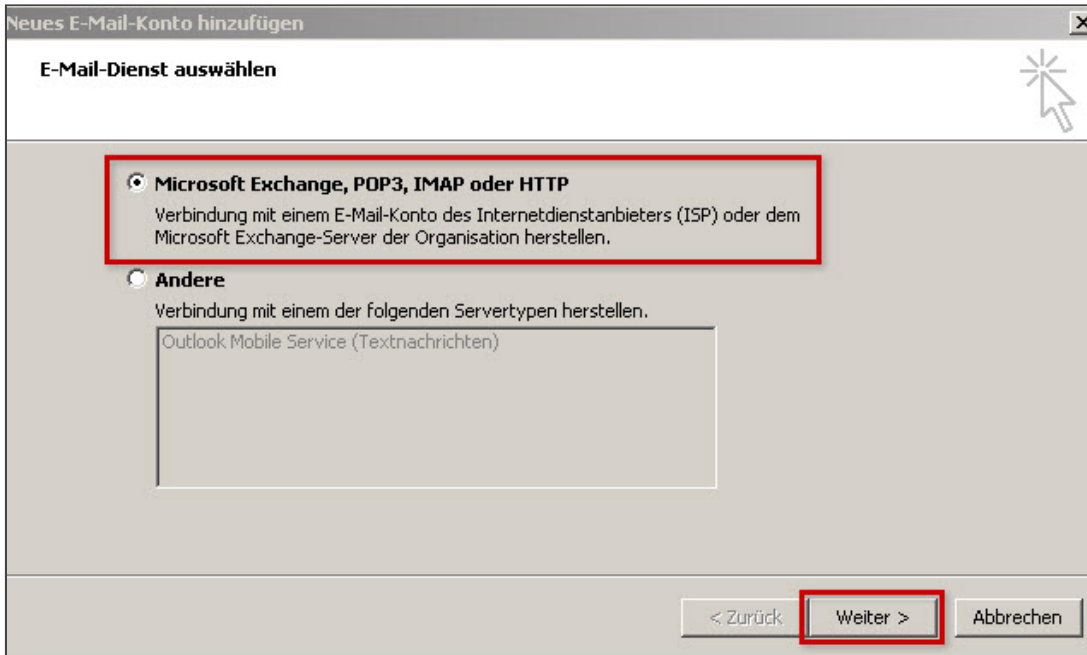 Neues E-Mail-Konto hinzufügen
E-Mail-Dienst auswählen
Microsoft Exchange, POP3, IMAP oder HTTP
Verbindung mit einem E-Mail-Konto des Internetdienstanbieters (ISP) oder dem
Microsoft Exchange-Server der Organisation herstellen.
Andere
Verbindung mit einem der folgenden Servertypen herstellen.
Outlook Mobile Service (Textnachrichten)
< Zurück Weiter > Abbrechen